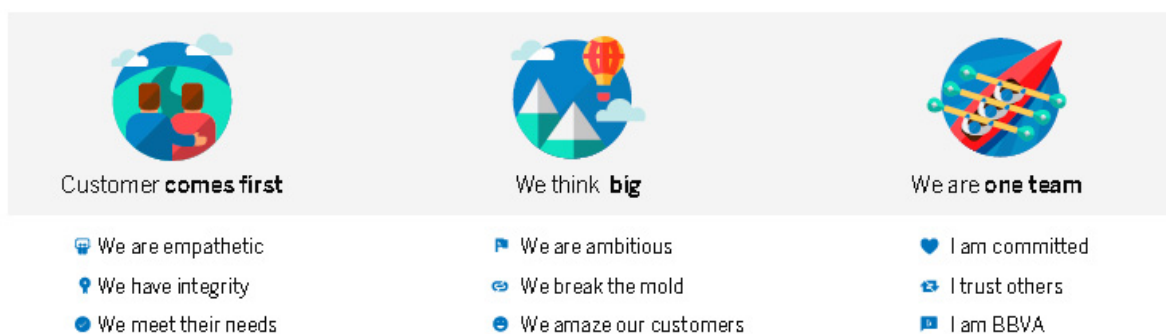 Customer comes first
We are empathetic
We have integrity
We meet their needs
We think big
We are ambitious
We break the mold
We amaze our customers
We are one team
I am committed
I trust others
I am BBVA